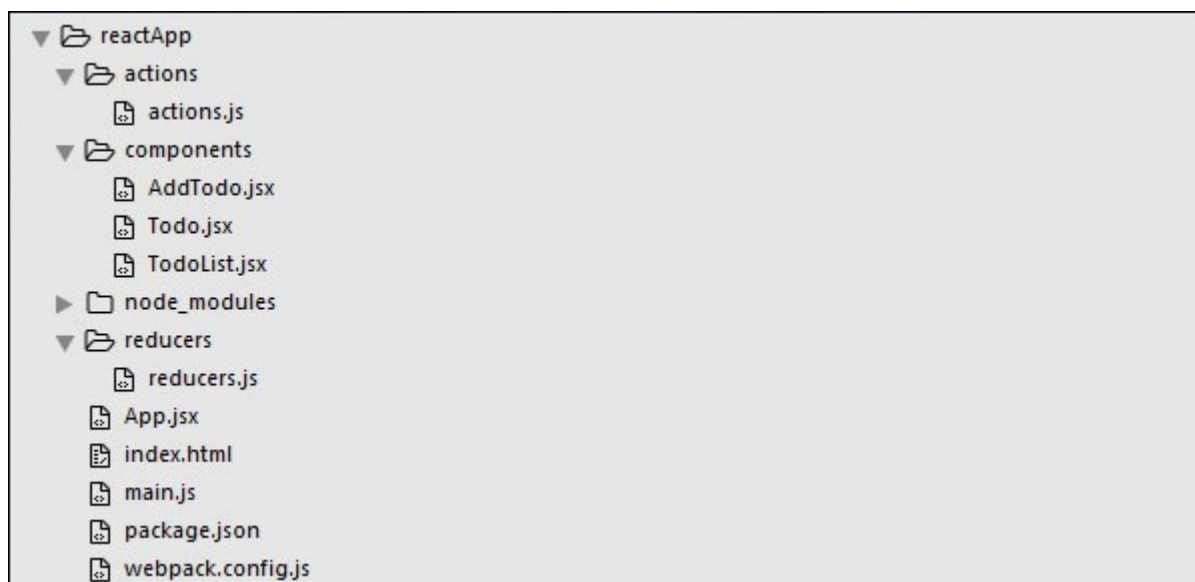 reactApp
actions
actions.js
components
AddTodo.jsx
Todo.jsx
TodoList.jsx
node_modules
reducers
reducers.js
App.jsx
index.html
main.js
package.json
webpack.config.js